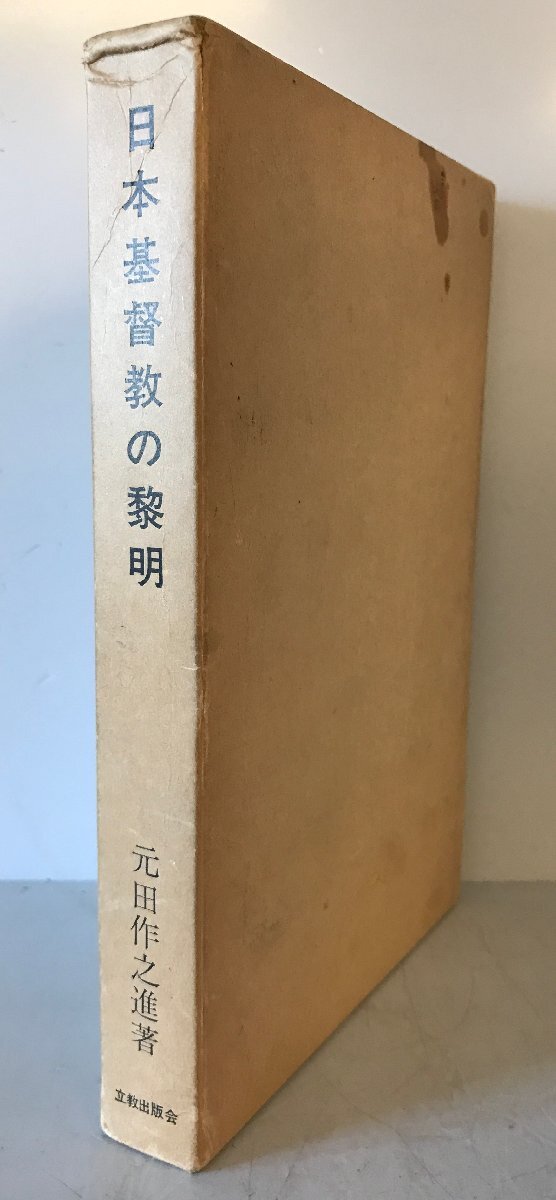 日本基督教の黎明
元田作之進著
立教出版会